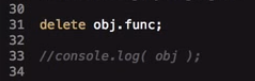 30
31 delete obj.func;
32
33 //console.log( obj );
34